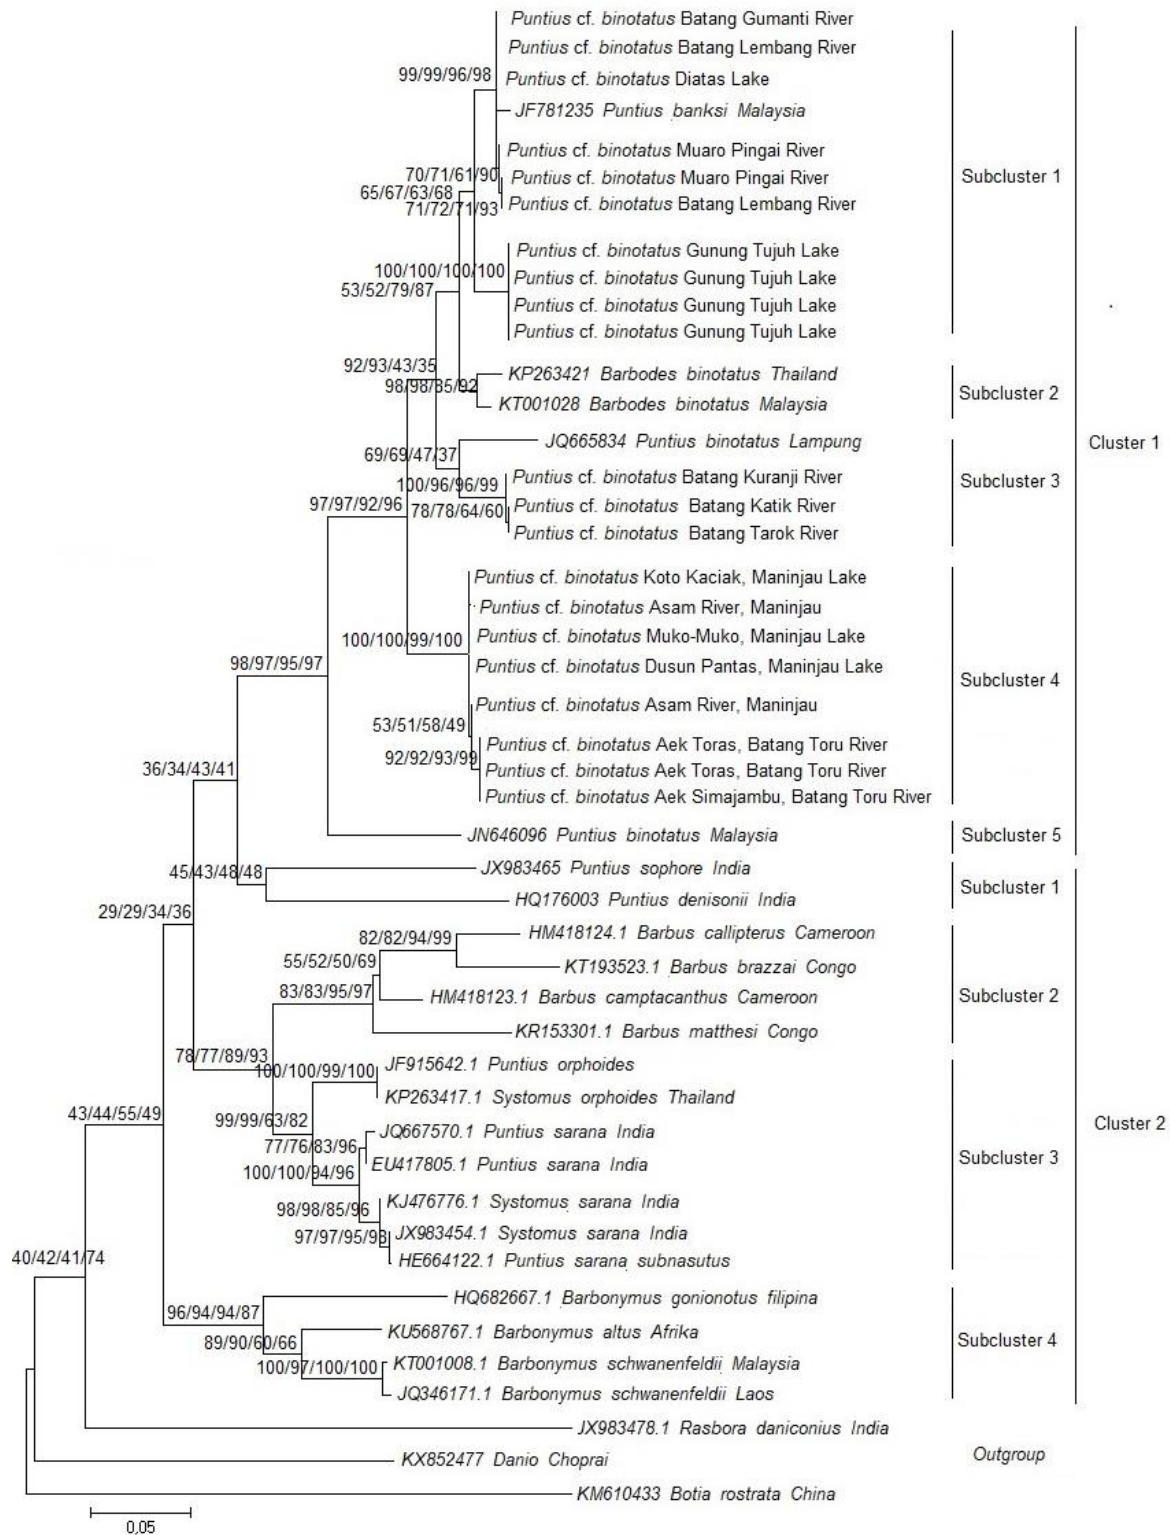 Puntius cf. binotatus Batang Gumanti River
Puntius cf. binotatus Batang Lembang River
99/99/96/98
Puntius cf. binotatus Diatas Lake
JF781235 Puntius banksi Malaysia
Puntius cf. binotatus Muaro Pingai River
70/71/61/90
Puntius cf. binotatus Muaro Pingai River
Subcluster 1
65/67/63/68
71/72/71/93
Puntius cf. binotatus Batang Lembang River
Puntius cf. binotatus Gunung Tujuh Lake
100/100/100/100
Puntius cf. binotatus Gunung Tujuh Lake
53/52/79/87
Puntius cf. binotatus Gunung Tujuh Lake
Puntius cf. binotatus Gunung Tujuh Lake
92/93/43/35
KP263421 Barbodes binotatus Thailand
98/98/85/92
Subcluster 2
KT001028 Barbodes binotatus Malaysia
JQ665834 Puntius binotatus Lampung
Cluster 1
69/69/47/37
Puntius cf. binotatus Batang Kuranji River
Subcluster 3
100/96/96/99
97/97/92/96
78/78/64/60
Puntius cf. binotatus Batang Katik River
Puntius cf. binotatus Batang Tarok River
Puntius cf. binotatus Koto Kaciak, Maninjau Lake
Puntius cf. binotatus Asam River, Maninjau
100/100/99/100
Puntius cf. binotatus Muko-Muko, Maninjau Lake
98/97/95/97
Puntius cf. binotatus Dusun Pantas, Maninjau Lake
Subcluster 4
Puntius cf. binotatus Asam River, Maninjau
53/51/58/49
Puntius cf. binotatus Aek Toras, Batang Toru River
92/92/93/99
36/34/43/41
Puntius cf. binotatus Aek Toras, Batang Toru River
Puntius cf. binotatus Aek Simajambu, Batang Toru River
JN646096 Puntius binotatus Malaysia
Subcluster 5
JX983465 Puntius sophore India
45/43/48/48
Subcluster 1
HQ176003 Puntius denisonii India
29/29/34/36
HM418124.1 Barbus callipterus Cameroon
82/82/94/99
55/52/50/69
KT193523.1 Barbus brazzai Congo
83/83/95/97
HM418123.1 Barbus camptacanthus Cameroon
Subcluster 2
KR153301.1 Barbus matthesi Congo
78/77/89/93
JF915642.1 Puntius orphoides
100/100/99/100
KP263417.1 Systomus orphoides Thailand
43/44/55/49
99/99/63/82
JQ667570.1 Puntius sarana India
Cluster 2
77/76/83/96
EU417805.1 Puntius sarana India
Subcluster 3
100/100/94/96
KJ476776.1 Systomus sarana India
98/98/85/96
JX983454.1 Systomus sarana India
97/97/95/98
HE664122.1 Puntius sarana subnasutus
40/42/41/74
HQ682667.1 Barbonymus gonionotus filipina
96/94/94/87
KU568767.1 Barbonymus altus Afrika
89/90/60/66
Subcluster 4
100/97/100/100
KT001008.1 Barbonymus schwanenfeldii Malaysia
JQ346171.1 Barbonymus schwanenfeldii Laos
JX983478.1 Rasbora daniconius India
KX852477 Danio Choprai
Outgroup
KM610433 Botia rostrata China
0,05